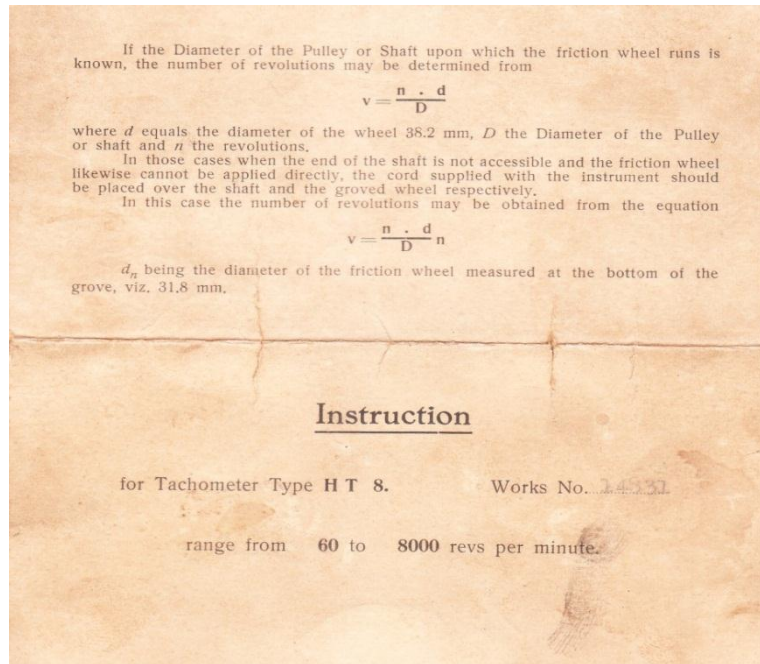 If the Diameter of the Pulley or Shaft upon which the friction wheel runs is
known, the number of revolutions may be determined from
v = n . d / D
where d equals the diameter of the wheel 38.2 mm, D the Diameter of the Pulley
or shaft and n the revolutions.
In those cases when the end of the shaft is not accessible and the friction wheel
likewise cannot be applied directly, the cord supplied with the instrument should
be placed over the shaft and the groved wheel respectively.
In this case the number of revolutions may be obtained from the equation
v = n . d / D n
dn being the diameter of the friction wheel measured at the bottom of the
grove, viz. 31.8 mm.
Instruction
for Tachometer Type H T 8. Works No.
range from 60 to 8000 revs per minute.